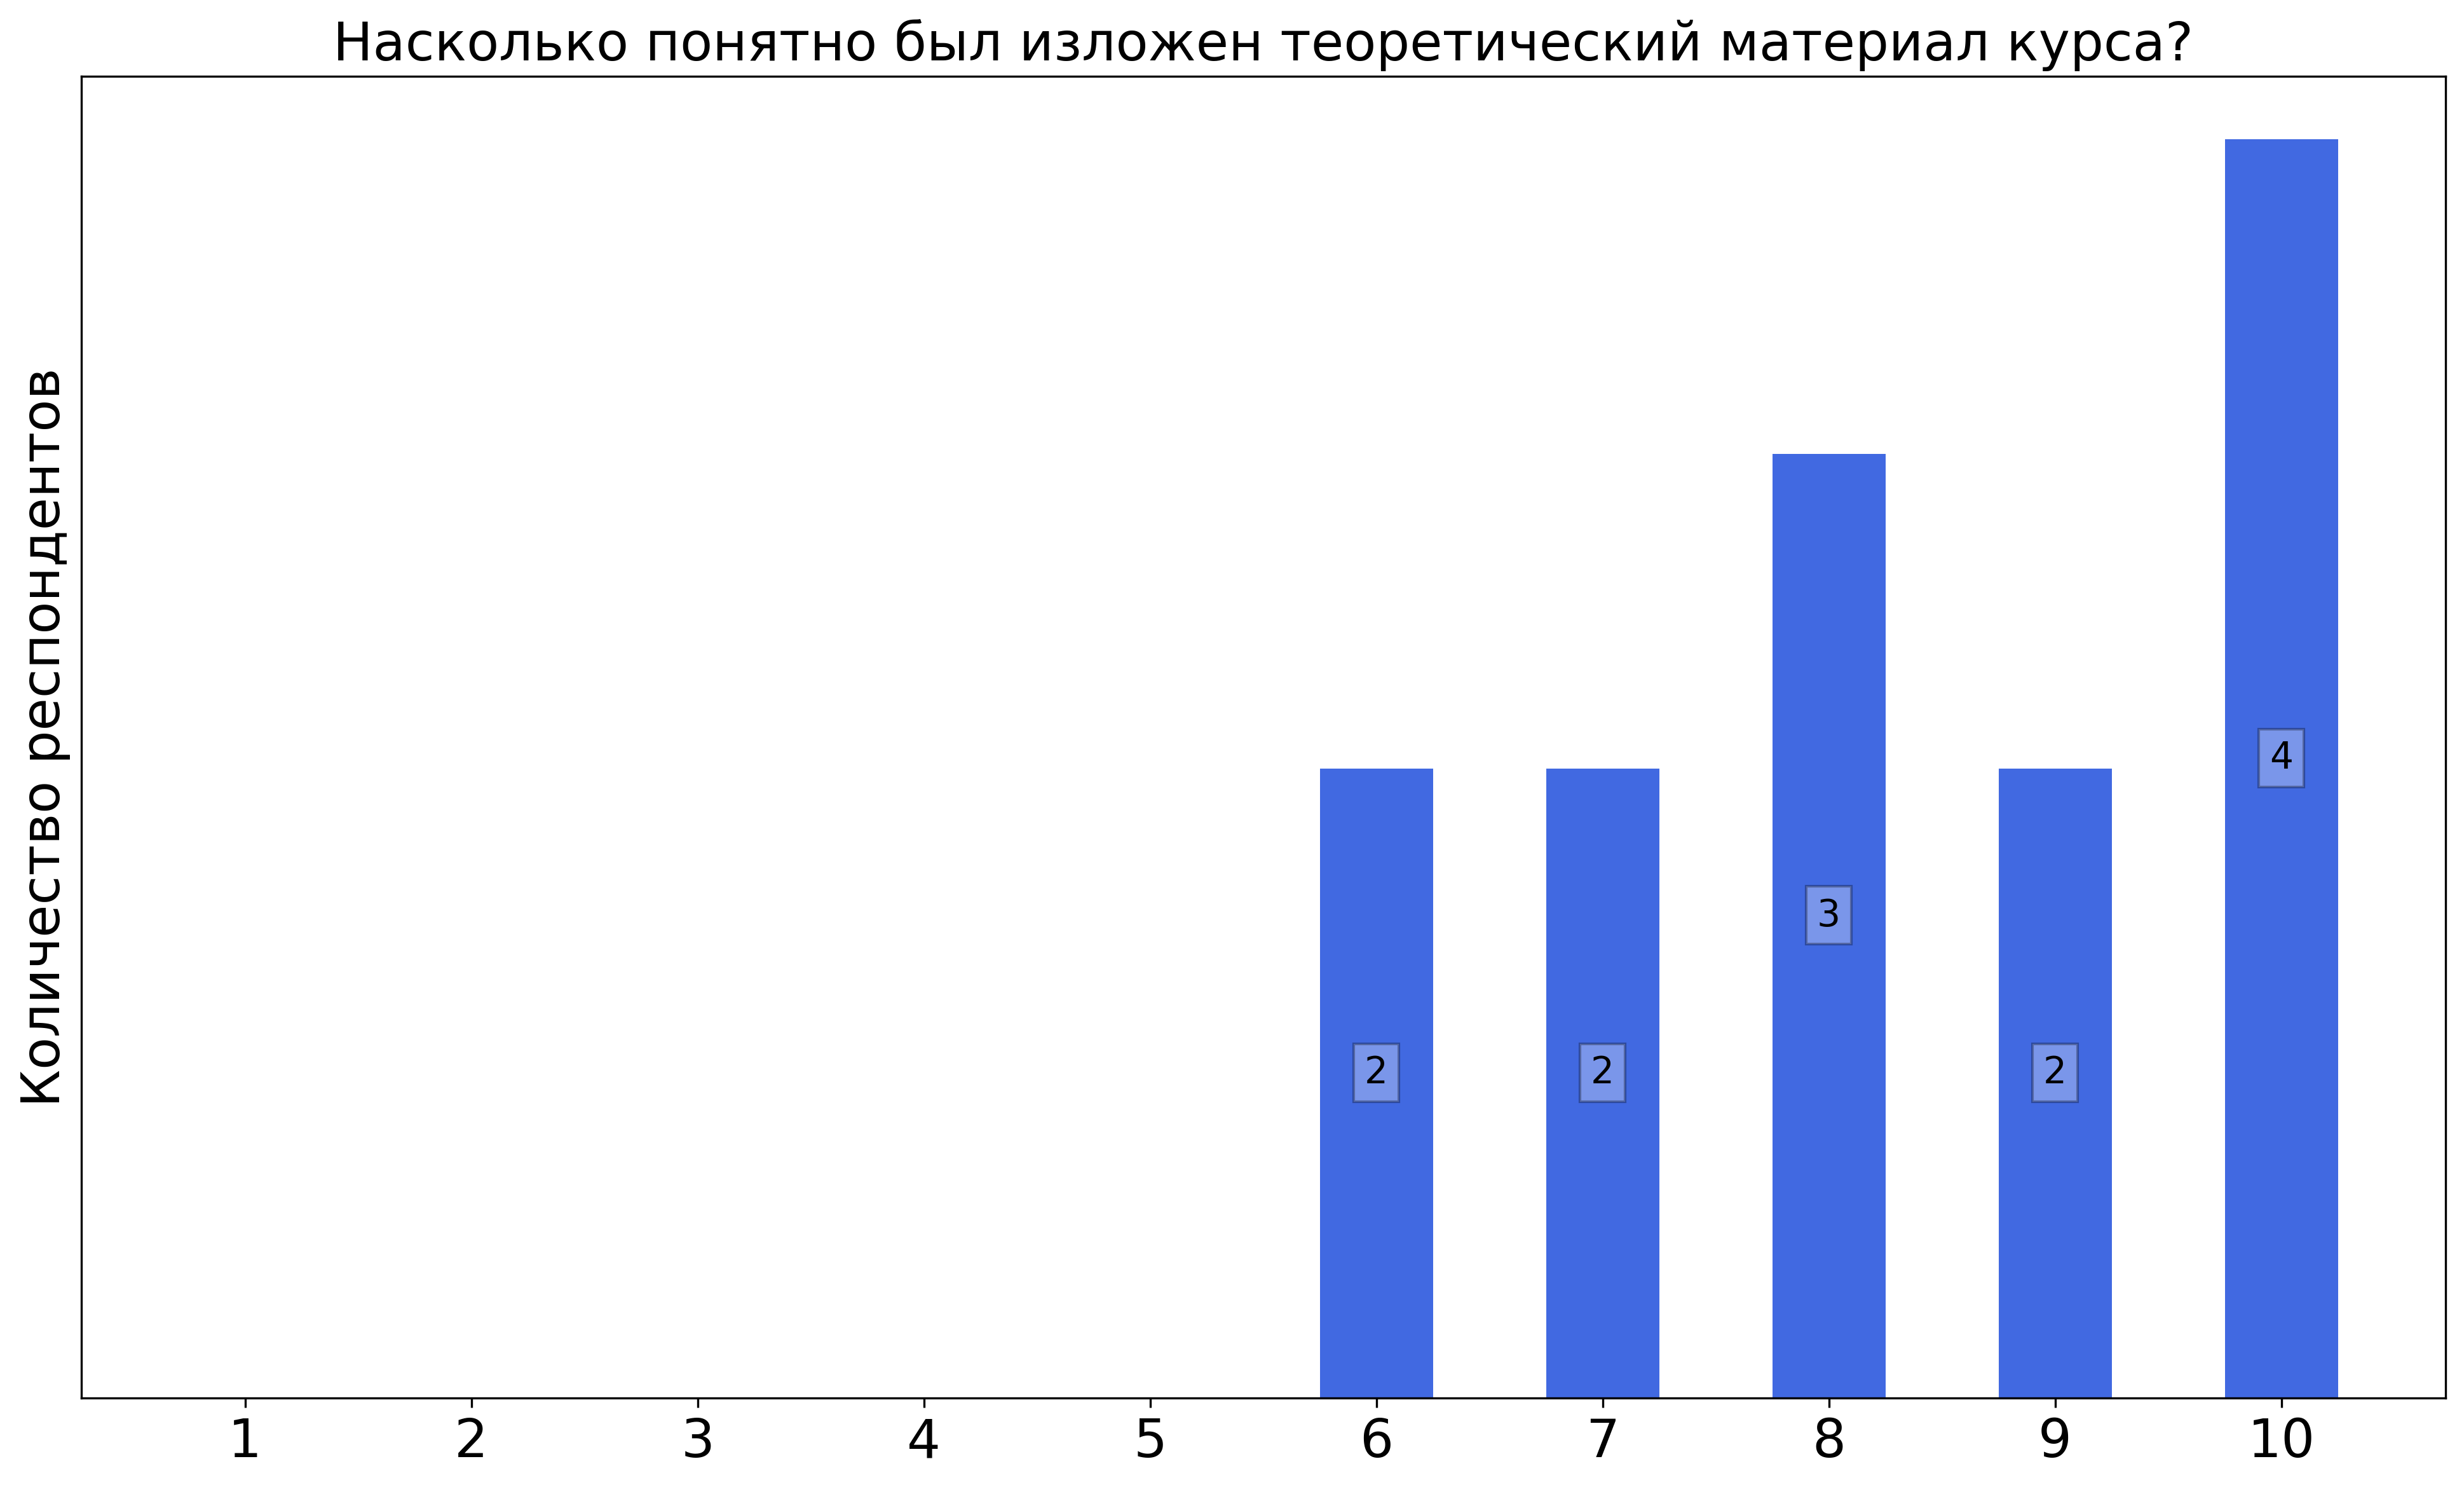 Насколько понятно был изложен теоретический материал курса?
Количество респондентов
4
3
2 2 2
1 2 3 4 5 6 7 8 9 10